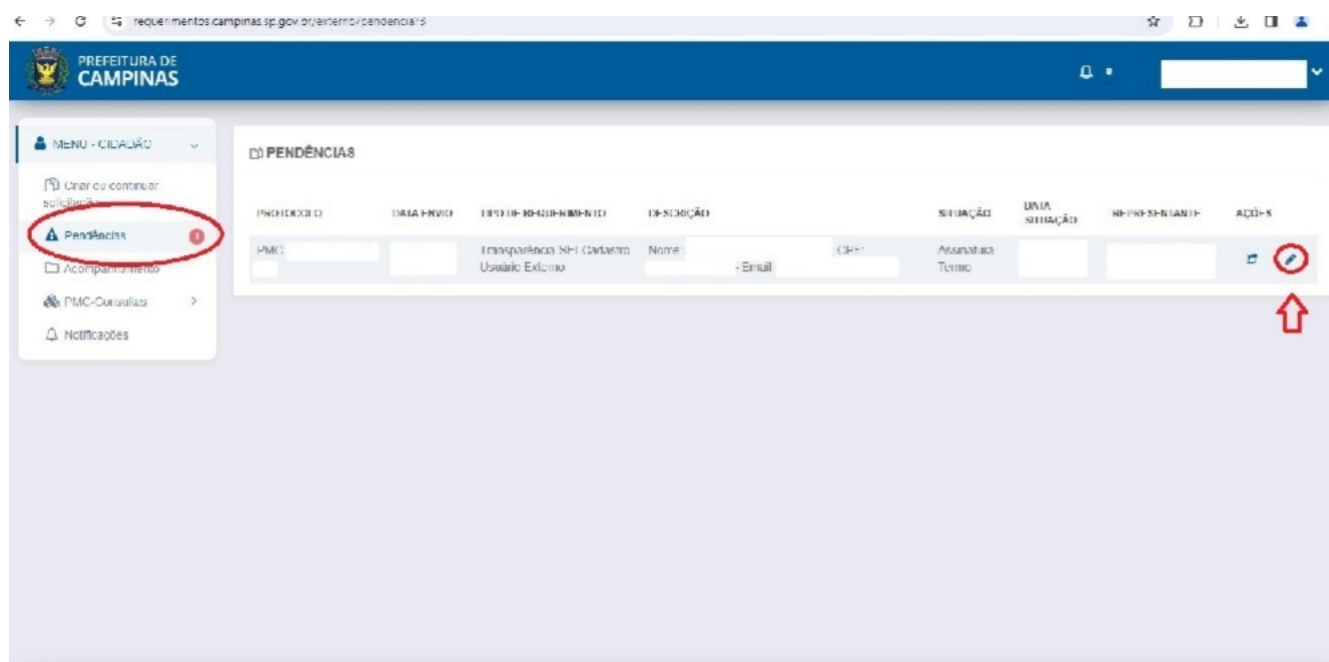 requerimentos.campinas.sp.gov.br/externo/pendencia?3
PREFEITURA DE
CAMPINAS
MENU - CIDADÃO
Criar ou continuar
solicitação
Pendências
Acompanhamento
PMC-Consultas
Notificações
PENDÊNCIAS
PROTOCOLO DATA ENVIO TIPO DE REQUERIMENTO DESCRIÇÃO SITUAÇÃO DATA SITUAÇÃO REPRESENTANTE AÇÕES
PMC Transparência SEI Cadastro Nome: CPF: Assinatura
Usuário Externo - Email: Termo